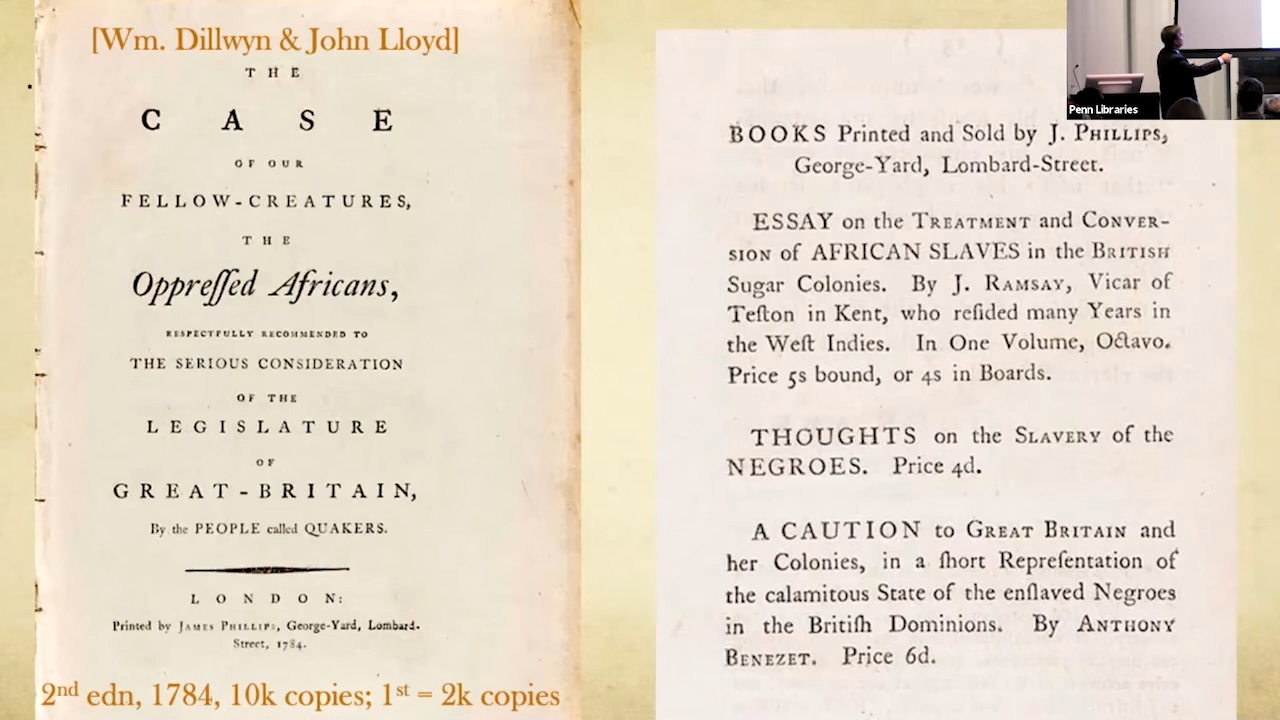 [Wm. Dillwyn & John Lloyd]
THE
CASE
OF OUR
FELLOW-CREATURES,
THE
Oppreſſed Africans,
RESPECTFULLY RECOMMENDED TO
THE SERIOUS CONSIDERATION
OF THE
LEGISLATURE
OF
GREAT-BRITAIN,
By the PEOPLE called QUAKERS.
LONDON:
Printed by JAMES PHILLIPS, George-Yard, Lombard-
Street, 1784.
2nd edn, 1784, 10k copies; 1st = 2k copies
BOOKS Printed and Sold by J. PHILLIPS,
George-Yard, Lombard-Street.
ESSAY on the TREATMENT and CONVER-
SION of AFRICAN SLAVES in the BRITISH
Sugar Colonies. By J. RAMSAY, Vicar of
Teſton in Kent, who reſided many Years in
the Weſt Indies. In One Volume, Octavo.
Price 5s bound, or 4s in Boards.
THOUGHTS on the SLAVERY of the
NEGROES. Price 4d.
A CAUTION to GREAT BRITAIN and
her Colonies, in a ſhort Repreſentation of
the calamitous State of the enſlaved Negroes
in the Britiſh Dominions. By ANTHONY
BENEZET. Price 6d.
Penn Libraries